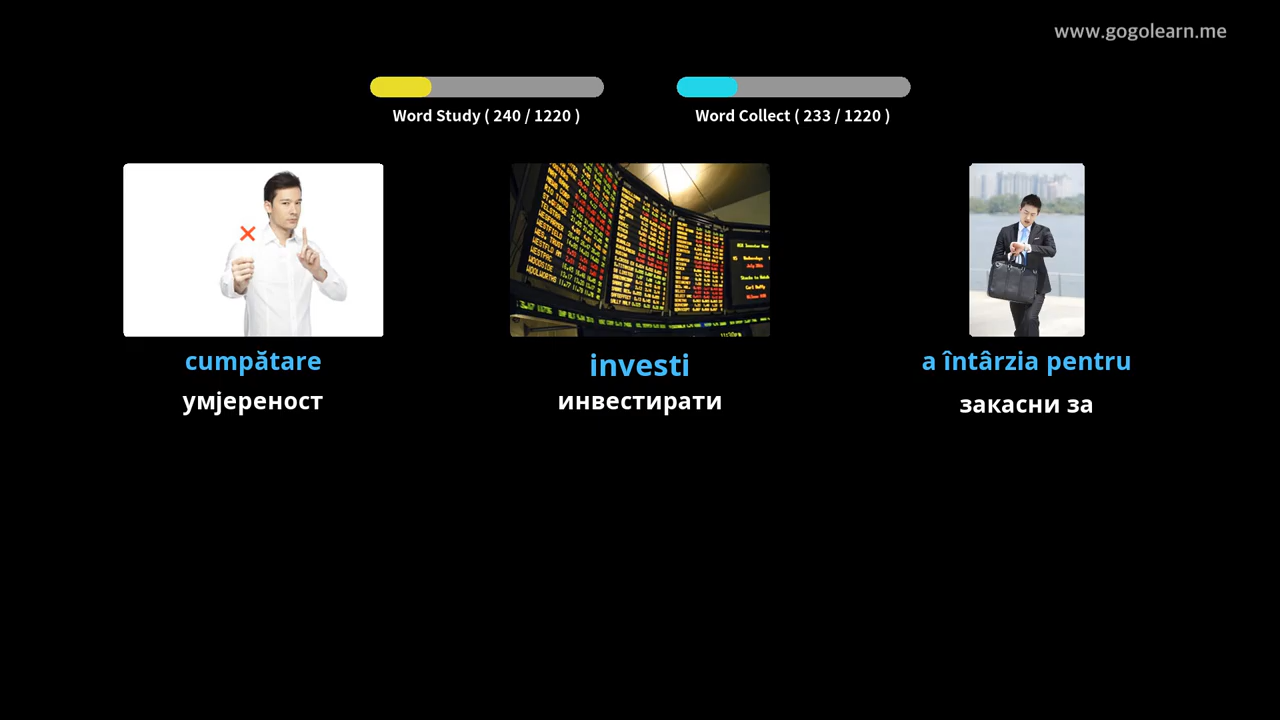 www.gogolearn.me
Word Study ( 240 / 1220 )
Word Collect ( 233 / 1220 )
cumpătare
investi
a întârzia pentru
умјереност
инвестирати
закасни за